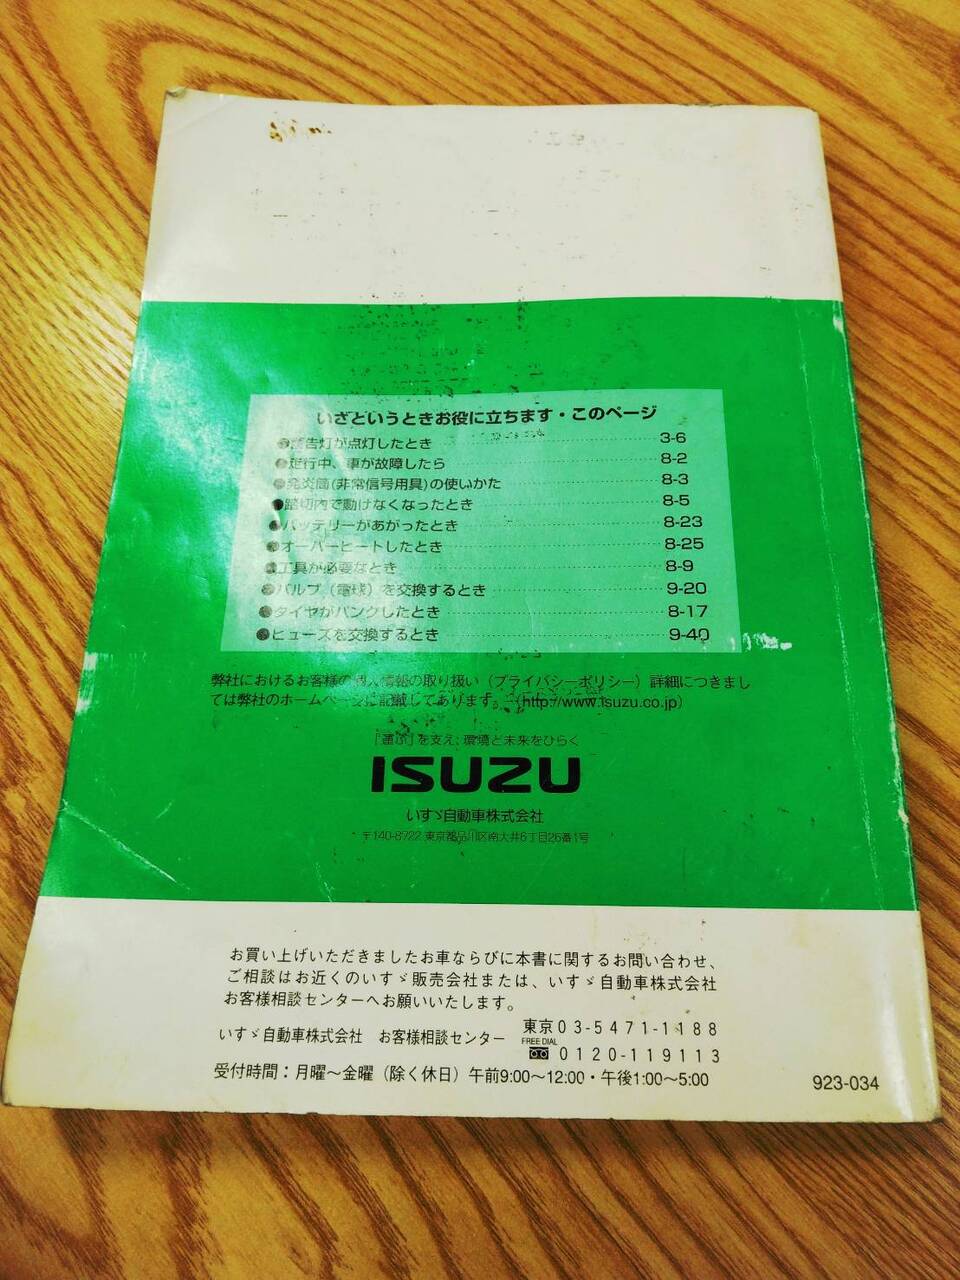 いざというときお役に立ちます・このページ
●警告灯が点灯したとき 3-6
●走行中、車が故障したら 8-2
●発炎筒(非常信号用具)の使いかた 8-3
●踏切内で動けなくなったとき 8-5
●バッテリーがあがったとき 8-23
●オーバーヒートしたとき 8-25
●工具が必要なとき 8-9
●バルブ(電球)を交換するとき 9-20
●タイヤがパンクしたとき 8-17
●ヒューズを交換するとき 9-40
弊社におけるお客様の個人情報の取り扱い(プライバシーポリシー)詳細につきまし
ては弊社のホームページに記載してあります。(http://www.isuzu.co.jp)
「運ぶ」を支え、環境と未来をひらく
ISUZU
いすゞ自動車株式会社
〒140-8722 東京都品川区南大井6丁目26番1号
お買い上げいただきましたお車ならびに本書に関するお問い合わせ、
ご相談はお近くのいすゞ販売会社または、いすゞ自動車株式会社
お客様相談センターへお願いいたします。
いすゞ自動車株式会社 お客様相談センター 東京03-5471-1188
FREE DIAL 0120-119113
受付時間：月曜〜金曜(除く休日)午前9:00〜12:00・午後1:00〜5:00
923-034